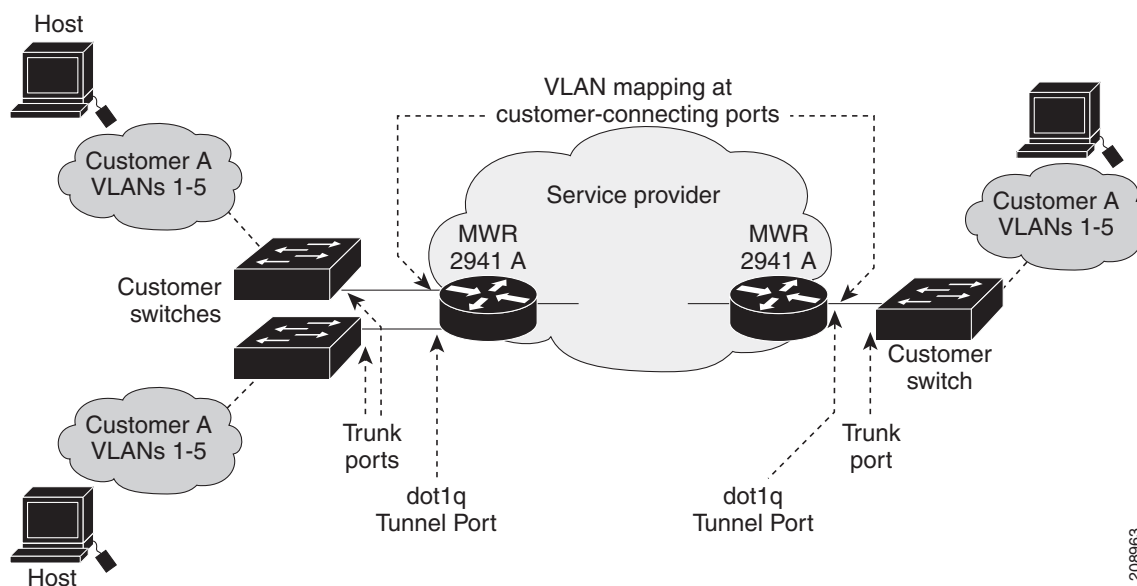 Host
VLAN mapping at
customer-connecting ports
Customer A
VLANs 1-5
Service provider
Customer A
VLANs 1-5
MWR
2941 A
MWR
2941 A
Customer
switches
Customer
switch
Customer A
VLANs 1-5
Trunk
ports
Trunk
port
dot1q
Tunnel Port
dot1q
Tunnel Port
Host
208963